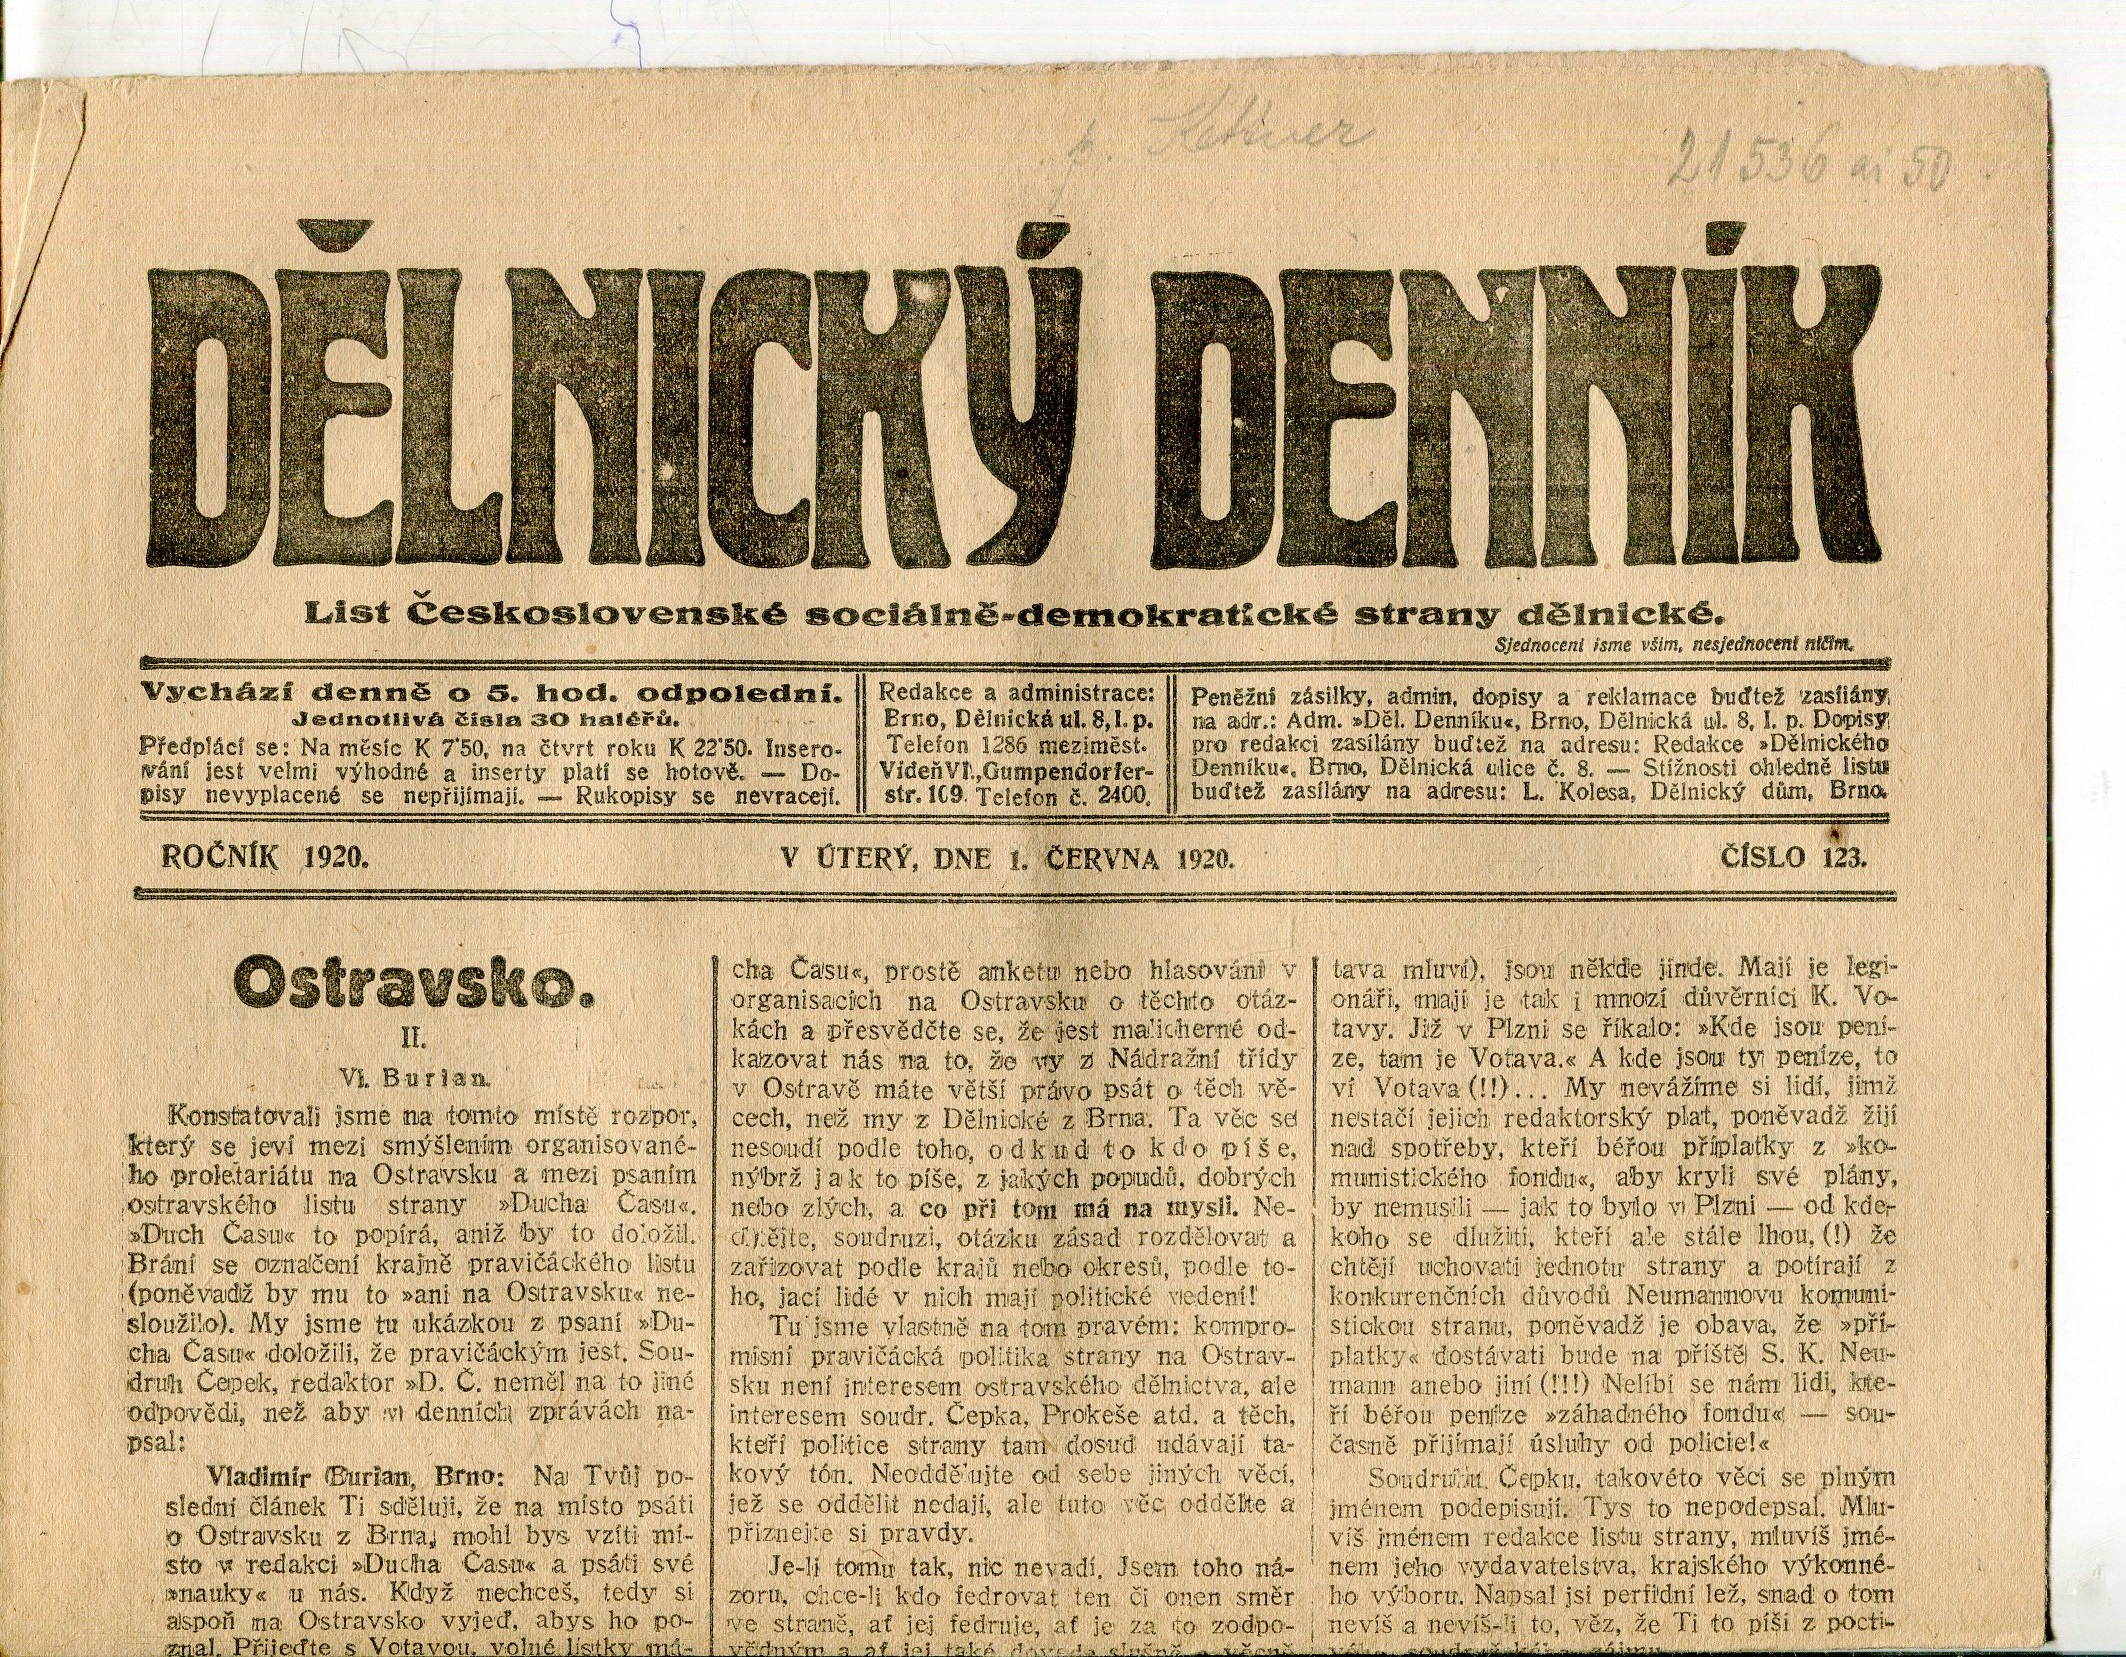 21536 ai 50
DĚLNICKÝ DENNÍK
List Československé sociálně-demokratické strany dělnické.
Sjednoceni isme vším, nesjednoceni ničím.
Vychází denně o 5. hod. odpolední.
Jednotlivá čísla 30 haléřů.
Předplácí se: Na měsíc K 7'50, na čtvrt roku K 22'50. Insero-
vání jest velmi výhodné a inserty platí se hotově. — Do-
pisy nevyplacené se nepřijímají. — Rukopisy se nevracejí.
Redakce a administrace:
Brno, Dělnická ul. 8, I. p.
Telefon 1286 meziměst.
Vídeň VI., Gumpendorfer-
str. 109. Telefon č. 2400.
Peněžní zásilky, admin, dopisy a reklamace buďtež zasílány
na adr.: Adm. »Děl. Denníku«, Brno, Dělnická ul. 8, I. p. Dopisy
pro redakci zasílány buďtež na adresu: Redakce »Dělnického
Denníku«, Brno, Dělnická ulice č. 8. — Stížnosti ohledně listu
buďtež zasílány na adresu: L. Kolesa, Dělnický dům, Brno.
ROČNÍK 1920.
V ÚTERÝ, DNE 1. ČERVNA 1920.
ČÍSLO 123.
Ostravsko.
II.
Vl. Burian.
Konstatovali jsme na tomto místě rozpor,
který se jeví mezi smýšlením organisované-
ho proletariátu na Ostravsku a mezi psaním
ostravského listu strany »Ducha Času«.
»Duch Času« to popírá, aniž by to doložil.
Brání se označení krajně pravičáckého listu
(poněvadž by mu to »ani na Ostravsku« ne-
sloužilo). My jsme tu ukázkou z psaní »Du-
cha Času« doložili, že pravičáckým jest. Sou-
druh Čepek, redaktor »D. Č. neměl na to jiné
odpovědi, než aby v denních zprávách na-
psal:
Vladimír Burian, Brno: Na Tvůj po-
slední článek Ti sděluji, že na místo psáti
o Ostravsku z Brna, mohl bys vzíti mí-
sto v redakci »Ducha Času« a psáti své
»nauky« u nás. Když nechceš, tedy si
aspoň na Ostravsko vyjeď, abys ho po-
znal. Přijeďte s Votavou, volné lístky má-
cha Času«, prostě anketu nebo hlasování v
organisacích na Ostravsku o těchto otáz-
kách a přesvědčte se, že jest malicherné od-
kazovat nás na to, že vy z Nádražní třídy
v Ostravě máte větší právo psát o těch vě-
cech, než my z Dělnické z Brna. Ta věc se
nesoudí podle toho, odkud to kdo píše,
nýbrž jak to píše, z jakých popudů, dobrých
nebo zlých, a co při tom má na mysli. Ne-
chtějte, soudruzi, otázku zásad rozdělovat a
zařizovat podle krajů nebo okresů, podle to-
ho, jací lidé v nich mají politické vedení!
Tu jsme vlastně na tom pravém: kompro-
misní pravičácká politika strany na Ostrav-
sku není interesem ostravského dělnictva, ale
interesem soudr. Čepka, Prokeše atd. a těch,
kteří politice strany tam dosud udávají ta-
kový tón. Neoddělujte od sebe jiných věcí,
jež se oddělit nedají, ale tuto věc oddělte a
přiznejte si pravdy.
Je-li tomu tak, nic nevadí. Jsem toho ná-
zoru, chce-li kdo fedrovat ten či onen směr
ve straně, ať jej fedruje, ať je za to zodpo-
vědným a ať jej také dovede slušně a věcně
tava mluví), jsou někde jinde. Mají je legi-
onáři, mají je tak i mnozí důvěrníci K. Vo-
tavy. Již v Plzni se říkalo: »Kde jsou pení-
ze, tam je Votava.« A kde jsou ty peníze, to
ví Votava (!!)... My nevážíme si lidí, jimž
nestačí jejich redaktorský plat, poněvadž žijí
nad spotřeby, kteří běřou příplatky z »ko-
munistického fondu«, aby kryli své plány,
by nemusili — jak to bylo v Plzni — od kde-
koho se dlužiti, kteří ale stále lhou, (!) že
chtějí uchovati jednotu strany a potírají z
konkurenčních důvodů Neumannovu komuni-
stickou stranu, poněvadž je obava, že »pří-
platky« dostávati bude na příště S. K. Neu-
mann anebo jiní (!!!) Nelíbí se nám lidi, kte-
ří běřou peníze »záhadného fondu« — sou-
časně přijímají úsluhy od policie!«
Soudruhu Čepku, takovéto věci se plným
jménem podepisují. Tys to nepodepsal. Mlu-
víš jménem redakce listu strany, mluvíš jmé-
nem jeho vydavatelstva, krajského výkonné-
ho výboru. Napsal jsi perfidní lež, snad o tom
nevíš a nevíš-li to, věz, že Ti to píši z pocti-